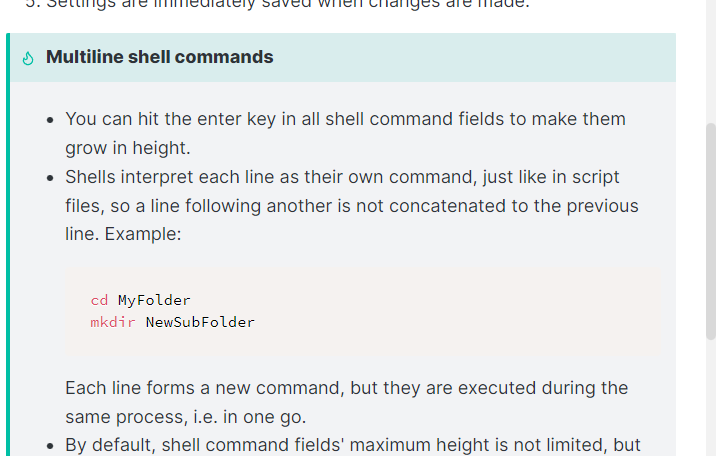 5. Settings are immediately saved when changes are made.
Multiline shell commands
• You can hit the enter key in all shell command fields to make them
grow in height.
• Shells interpret each line as their own command, just like in script
files, so a line following another is not concatenated to the previous
line. Example:
cd MyFolder
mkdir NewSubFolder
Each line forms a new command, but they are executed during the
same process, i.e. in one go.
• By default, shell command fields' maximum height is not limited, but